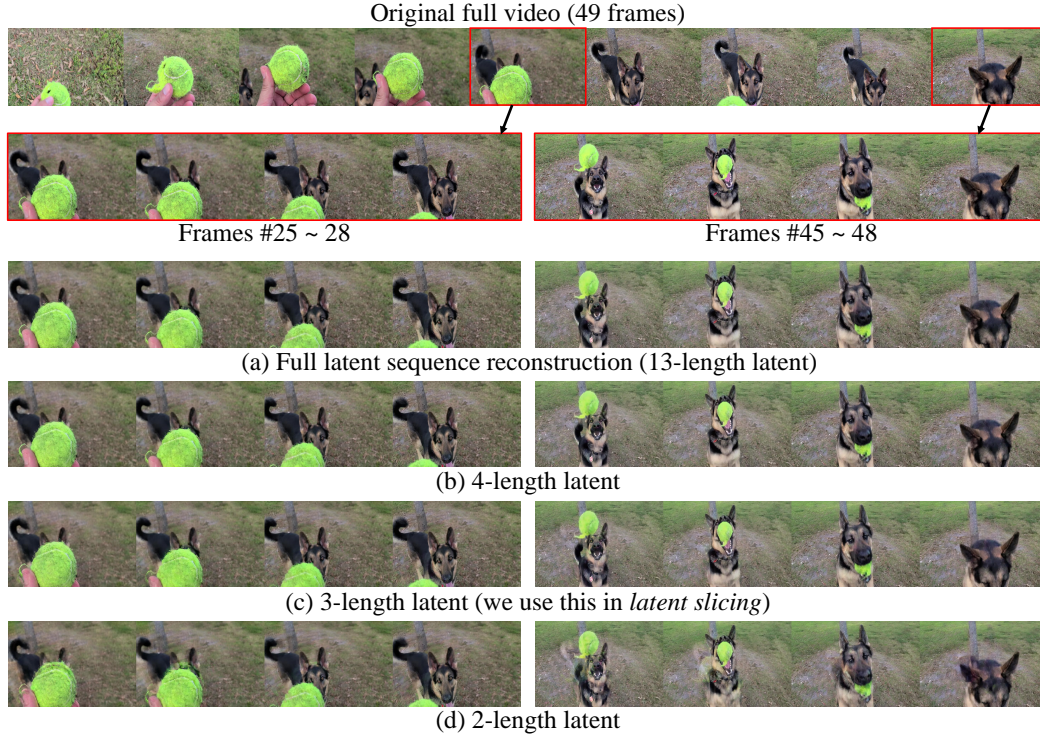 Original full video (49 frames)
Frames #25 ~ 28
Frames #45 ~ 48
(a) Full latent sequence reconstruction (13-length latent)
(b) 4-length latent
(c) 3-length latent (we use this in latent slicing)
(d) 2-length latent